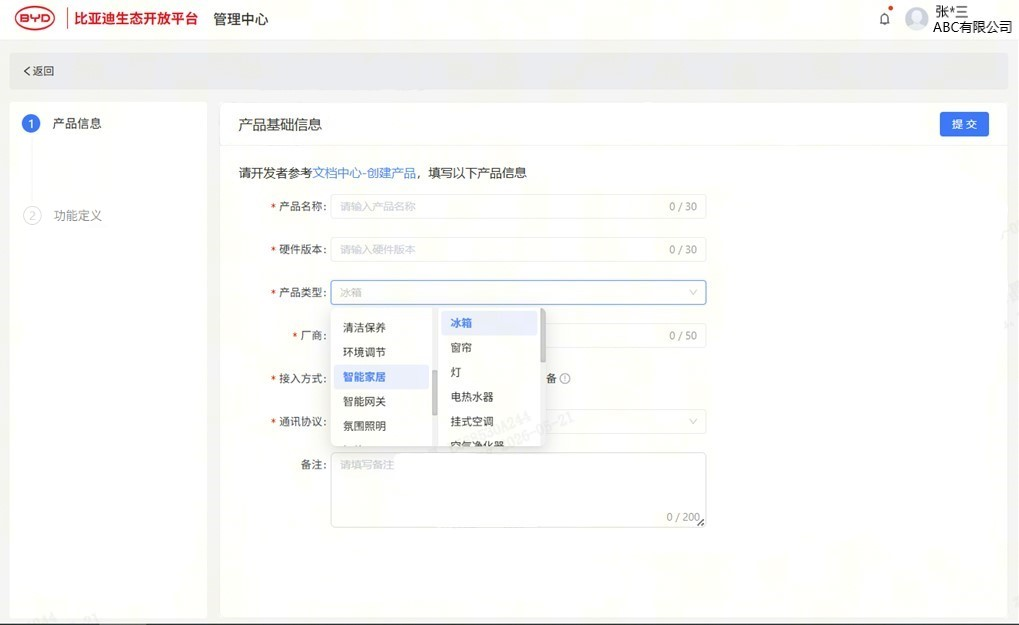 BYD 比亚迪生态开放平台 管理中心
张*三
ABC有限公司
返回
1 产品信息
2 功能定义
产品基础信息
提 交
请开发者参考文档中心-创建产品，填写以下产品信息
* 产品名称: 请输入产品名称 0 / 30
* 硬件版本: 请输入硬件版本 0 / 30
* 产品类型: 冰箱
清洁保养
环境调节
智能家居
智能网关
氛围照明
冰箱
窗帘
灯
电热水器
挂式空调
空气净化器
* 厂商: 0 / 50
* 接入方式: 备
* 通讯协议:
备注: 请填写备注
0 / 200